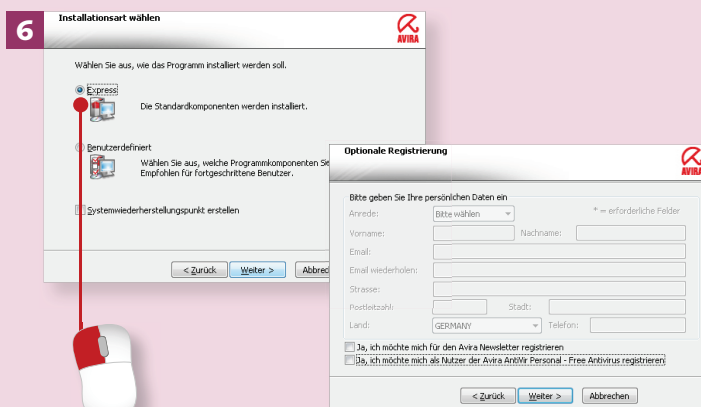 6
Installationsart wählen
AVIRA
Wählen Sie aus, wie das Programm installiert werden soll.
Express
Die Standardkomponenten werden installiert.
Benutzerdefiniert
Wählen Sie aus, welche Programmkomponenten Sie
Empfohlen für fortgeschrittene Benutzer.
Systemwiederherstellungspunkt erstellen
< Zurück Weiter > Abbrec
Optionale Registrierung
AVIRA
Bitte geben Sie Ihre persönlichen Daten ein
Anrede: Bitte wählen * = erforderliche Felder
Vorname: Nachname:
Email:
Email wiederholen:
Strasse:
Postleitzahl: Stadt:
Land: GERMANY Telefon:
Ja, ich möchte mich für den Avira Newsletter registrieren
Ja, ich möchte mich als Nutzer der Avira AntiVir Personal - Free Antivirus registrieren
< Zurück Weiter > Abbrechen